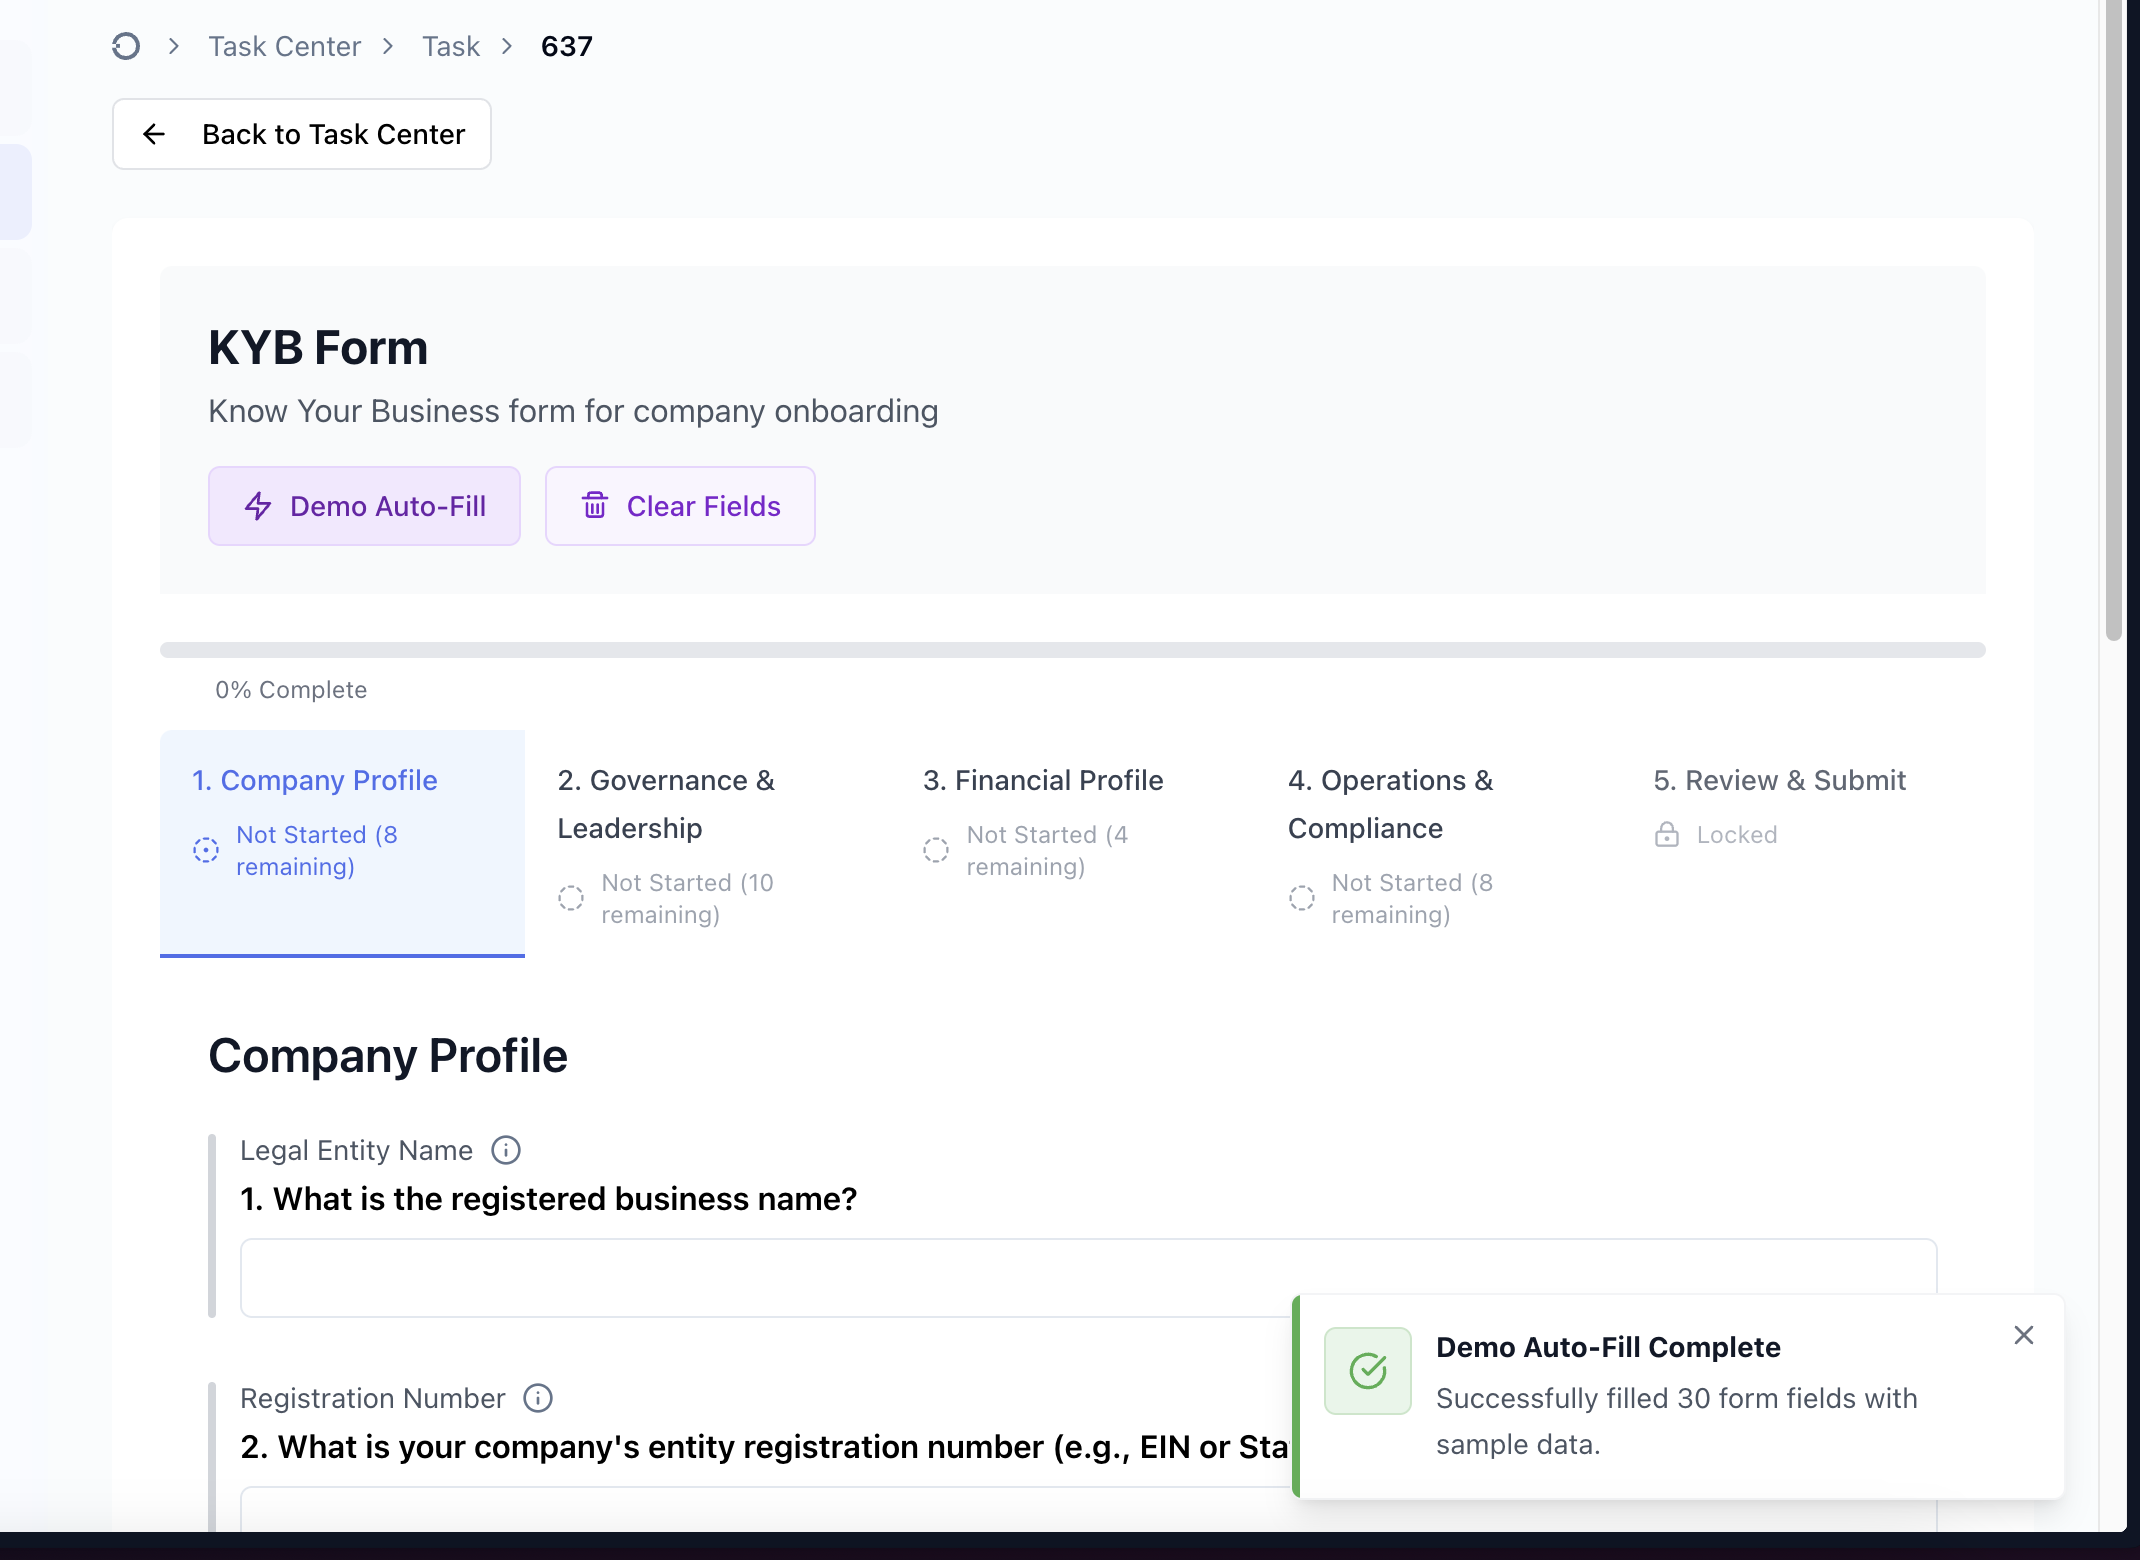 Task Center
Task
637
Back to Task Center
KYB Form
Know Your Business form for company onboarding
Demo Auto-Fill
Clear Fields
0% Complete
1. Company Profile
Not Started (8
remaining)
2. Governance &
Leadership
Not Started (10
remaining)
3. Financial Profile
Not Started (4
remaining)
4. Operations &
Compliance
Not Started (8
remaining)
5. Review & Submit
Locked
Company Profile
Legal Entity Name
1. What is the registered business name?
Registration Number
2. What is your company's entity registration number (e.g., EIN or Sta
Demo Auto-Fill Complete
Successfully filled 30 form fields with
sample data.